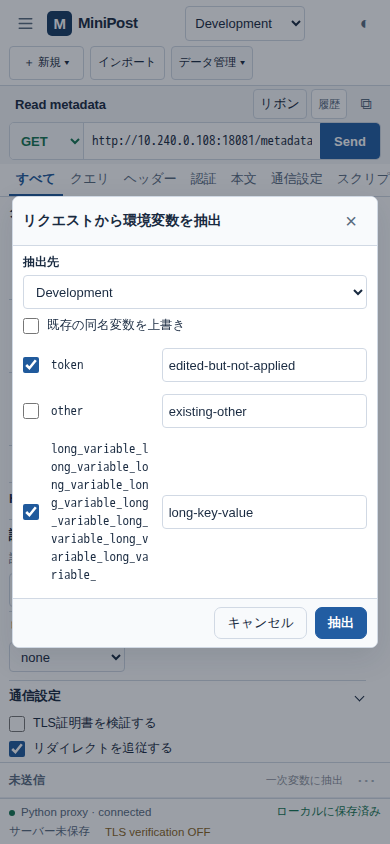 M MiniPost Development
＋ 新規 ▾ インポート データ管理 ▾
Read metadata リボン 履歴
GET http://10.240.0.108:18081/metadata Send
すべて クエリ ヘッダー 認証 本文 通信設定 スクリプ
リクエストから環境変数を抽出 ×
抽出先
Development
既存の同名変数を上書き
token edited-but-not-applied
other existing-other
long_variable_l
ong_variable_lo
ng_variable_lon
g_variable_long
_variable_long_
variable_long_v
ariable_long_va
riable_
long-key-value
キャンセル 抽出
none
通信設定
TLS証明書を検証する
リダイレクトを追従する
未送信 一次変数に抽出 ---
Python proxy · connected ローカルに保存済み
サーバー未保存 TLS verification OFF